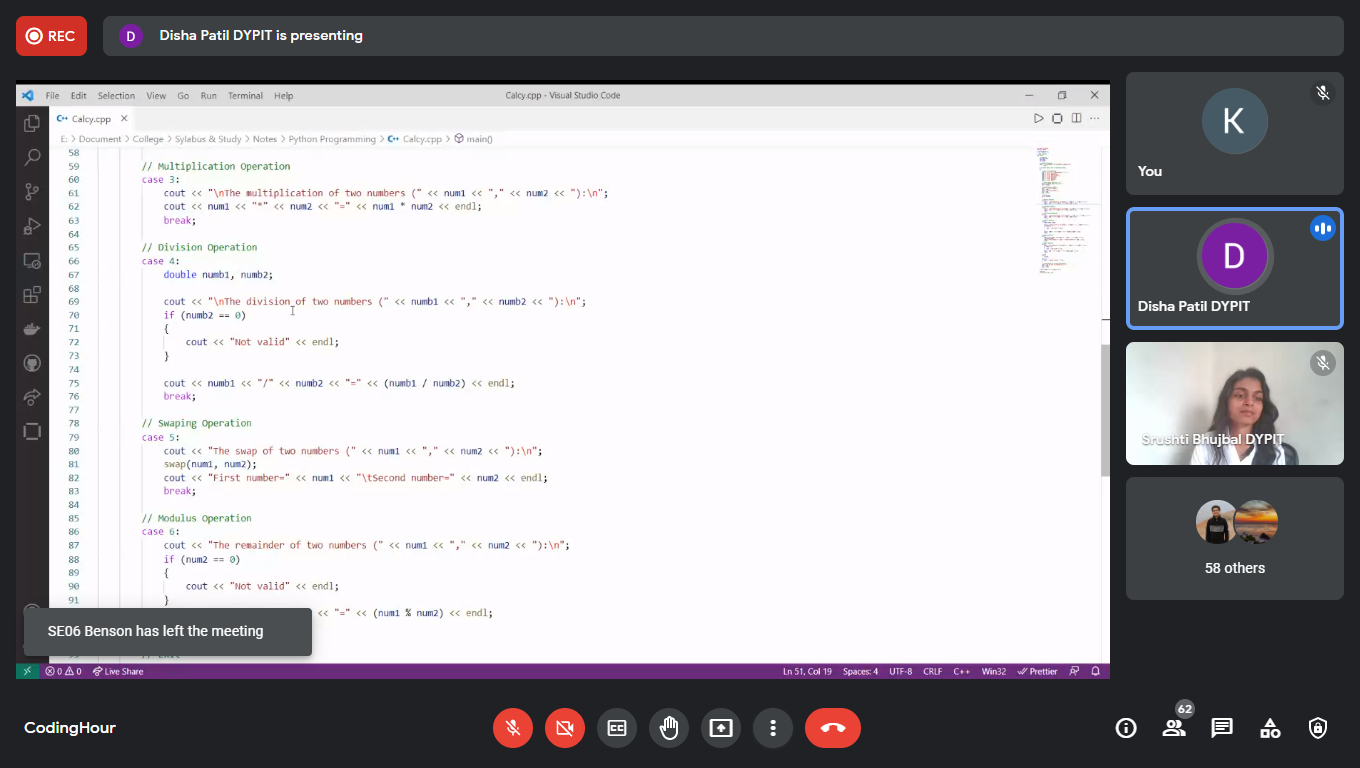 REC
D
Disha Patil DYPIT is presenting
File Edit Selection View Go Run Terminal Help
Calcy.cpp - Visual Studio Code
C++ Calcy.cpp
E: > Document > College > Sylabus & Study > Notes > Python Programming > C++ Calcy.cpp > main()
58
59 // Multiplication Operation
60 case 3:
61 cout << "\nThe multiplication of two numbers (" << num1 << "," << num2 << "):\n";
62 cout << num1 << "*" << num2 << "=" << num1 * num2 << endl;
63 break;
64
65 // Division Operation
66 case 4:
67 double numb1, numb2;
68
69 cout << "\nThe division of two numbers (" << numb1 << "," << numb2 << "):\n";
70 if (numb2 == 0)
71 {
72 cout << "Not valid" << endl;
73 }
74
75 cout << numb1 << "/" << numb2 << "=" << (numb1 / numb2) << endl;
76 break;
77
78 // Swaping Operation
79 case 5:
80 cout << "The swap of two numbers (" << num1 << "," << num2 << "):\n";
81 swap(num1, num2);
82 cout << "First number=" << num1 << "\tSecond number=" << num2 << endl;
83 break;
84
85 // Modulus Operation
86 case 6:
87 cout << "The remainder of two numbers (" << num1 << "," << num2 << "):\n";
88 if (num2 == 0)
89 {
90 cout << "Not valid" << endl;
91 }
<< "=" << (num1 % num2) << endl;
SE06 Benson has left the meeting
0 0 Live Share
Ln 51, Col 19 Spaces: 4 UTF-8 CRLF C++ Win32 Prettier
K
You
D
Disha Patil DYPIT
Srushti Bhujbal DYPIT
58 others
CodingHour
CC
62